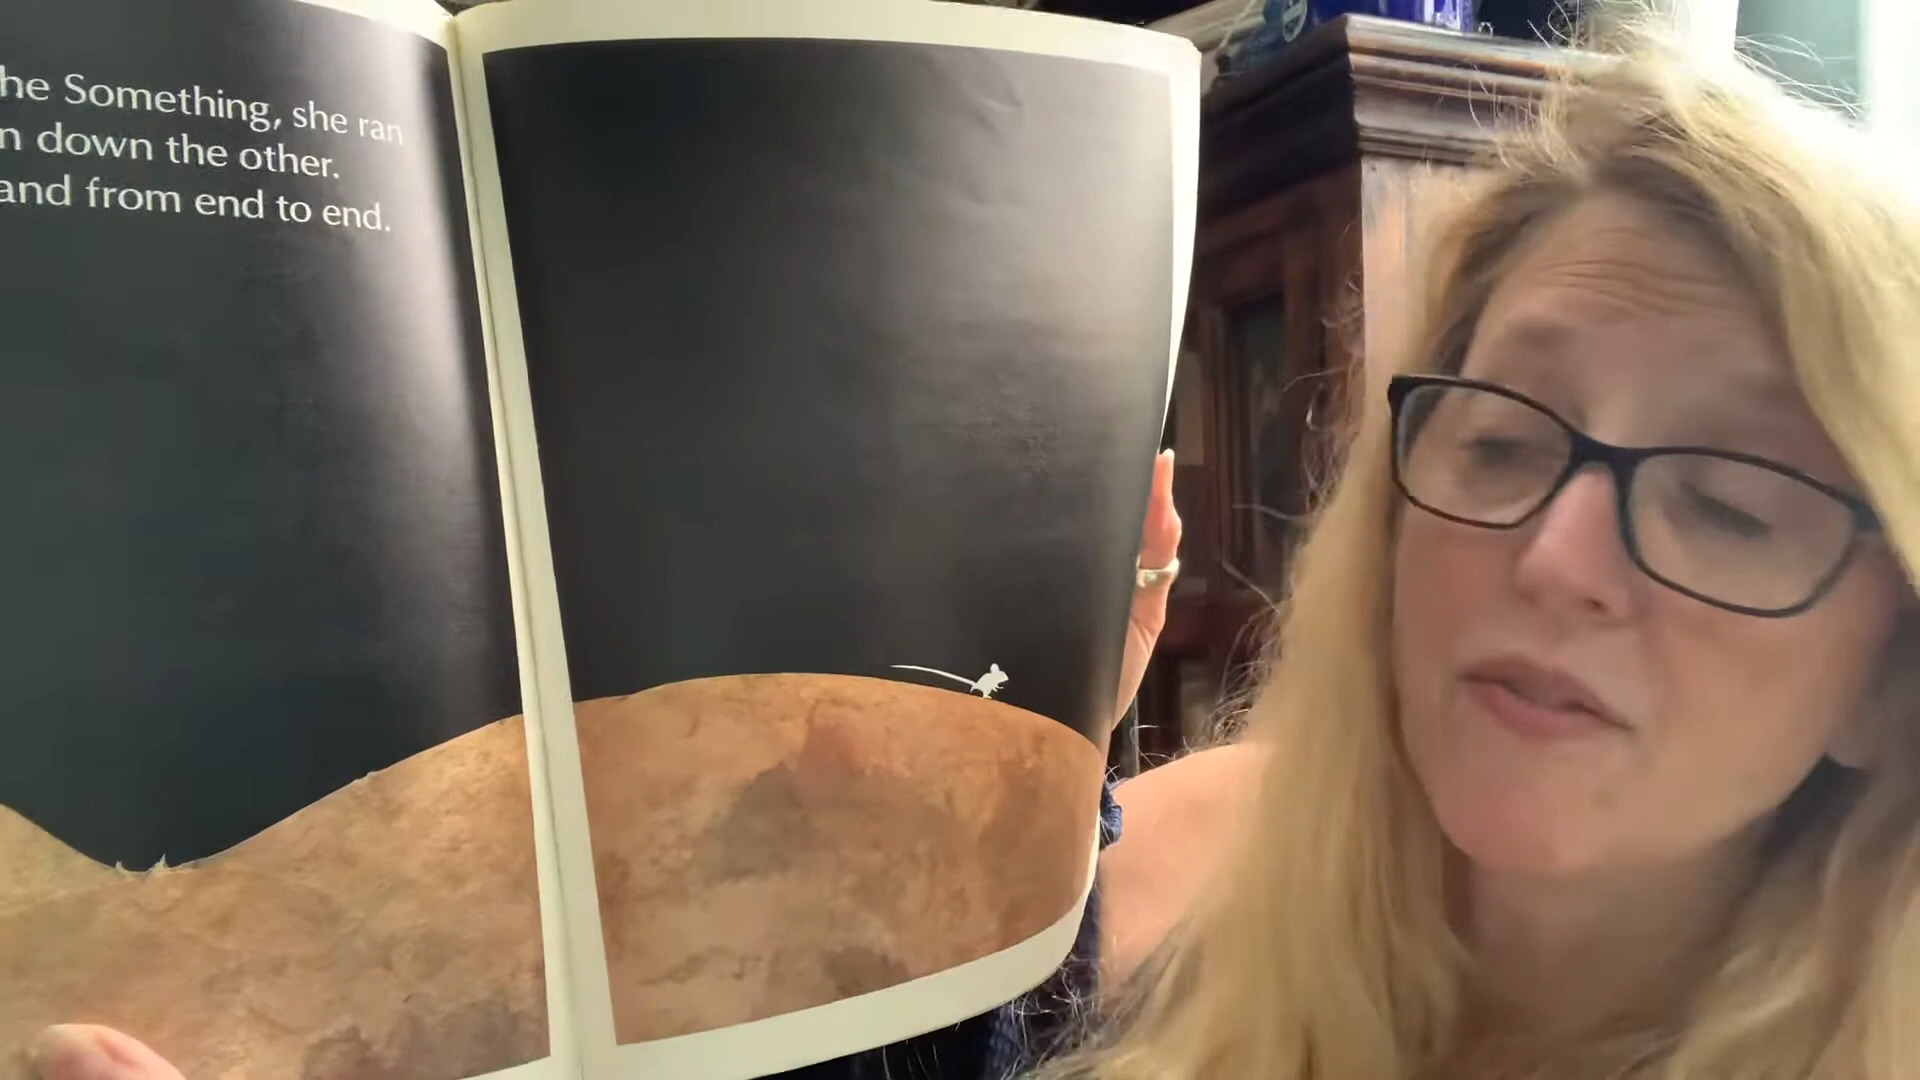 he Something, she ran
n down the other.
and from end to end.